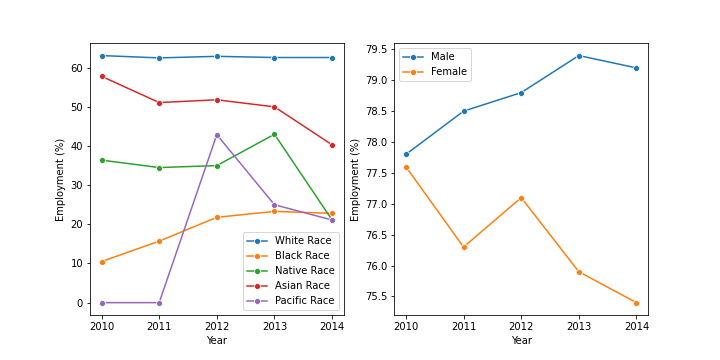 60
50
40
30
20
10
0
Employment (%)
White Race
Black Race
Native Race
Asian Race
Pacific Race
2010 2011 2012 2013 2014
Year
79.5
79.0
78.5
78.0
77.5
77.0
76.5
76.0
75.5
Employment (%)
Male
Female
2010 2011 2012 2013 2014
Year